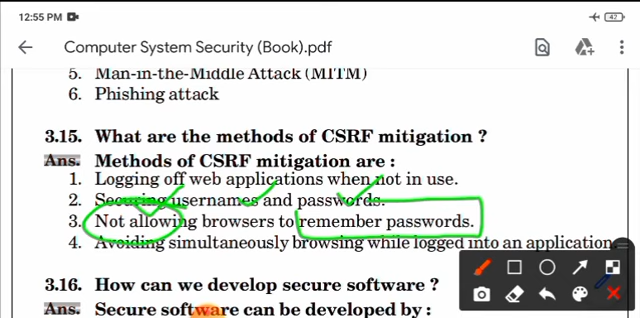 12:55 PM
47
Computer System Security (Book).pdf
5. Man-in-the-Middle Attack (MITM)
6. Phishing attack
3.15. What are the methods of CSRF mitigation ?
Ans. Methods of CSRF mitigation are :
1. Logging off web applications when not in use.
2. Securing usernames and passwords.
3. Not allowing browsers to remember passwords.
4. Avoiding simultaneously browsing while logged into an application.
3.16. How can we develop secure software ?
Ans. Secure software can be developed by :